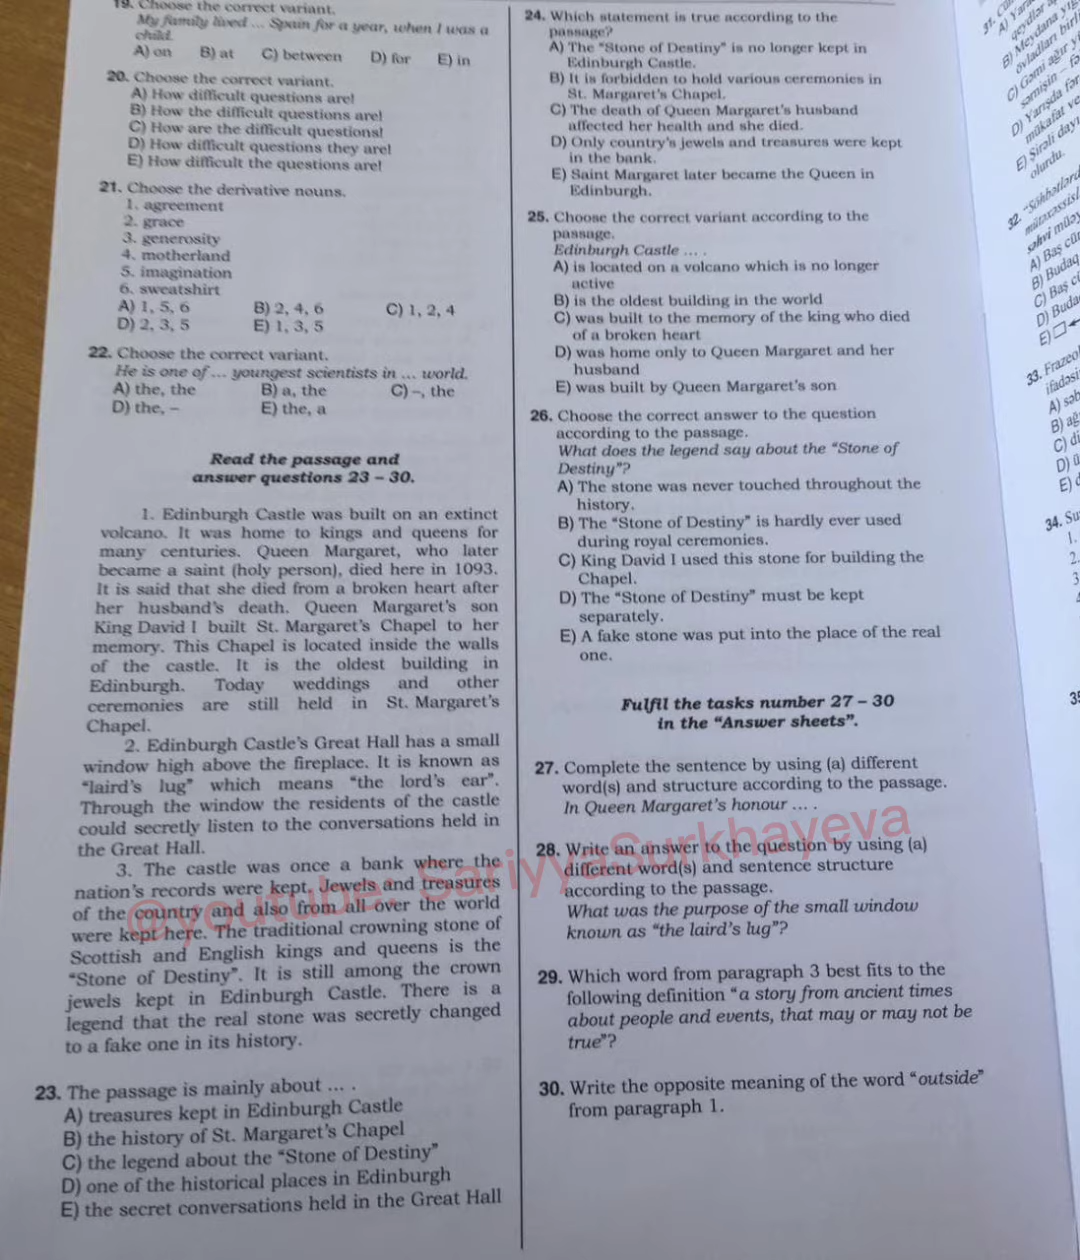 19. Choose the correct variant.
My family lived ... Spain for a year, when I was a
child.
A) on B) at C) between D) for E) in
20. Choose the correct variant.
A) How difficult questions are!
B) How the difficult questions are!
C) How are the difficult questions!
D) How difficult questions they are!
E) How difficult the questions are!
21. Choose the derivative nouns.
1. agreement
2. grace
3. generosity
4. motherland
5. imagination
6. sweatshirt
A) 1, 5, 6 B) 2, 4, 6 C) 1, 2, 4
D) 2, 3, 5 E) 1, 3, 5
22. Choose the correct variant.
He is one of ... youngest scientists in ... world.
A) the, the B) a, the C) –, the
D) the, – E) the, a
Read the passage and
answer questions 23 – 30.
1. Edinburgh Castle was built on an extinct
volcano. It was home to kings and queens for
many centuries. Queen Margaret, who later
became a saint (holy person), died here in 1093.
It is said that she died from a broken heart after
her husband's death. Queen Margaret's son
King David I built St. Margaret's Chapel to her
memory. This Chapel is located inside the walls
of the castle. It is the oldest building in
Edinburgh. Today weddings and other
ceremonies are still held in St. Margaret's
Chapel.
2. Edinburgh Castle's Great Hall has a small
window high above the fireplace. It is known as
"laird's lug" which means "the lord's ear".
Through the window the residents of the castle
could secretly listen to the conversations held in
the Great Hall.
3. The castle was once a bank where the
nation's records were kept. Jewels and treasures
of the country and also from all over the world
were kept here. The traditional crowning stone of
Scottish and English kings and queens is the
"Stone of Destiny". It is still among the crown
jewels kept in Edinburgh Castle. There is a
legend that the real stone was secretly changed
to a fake one in its history.
23. The passage is mainly about ... .
A) treasures kept in Edinburgh Castle
B) the history of St. Margaret's Chapel
C) the legend about the "Stone of Destiny"
D) one of the historical places in Edinburgh
E) the secret conversations held in the Great Hall
24. Which statement is true according to the
passage?
A) The "Stone of Destiny" is no longer kept in
Edinburgh Castle.
B) It is forbidden to hold various ceremonies in
St. Margaret's Chapel.
C) The death of Queen Margaret's husband
affected her health and she died.
D) Only country's jewels and treasures were kept
in the bank.
E) Saint Margaret later became the Queen in
Edinburgh.
25. Choose the correct variant according to the
passage.
Edinburgh Castle ... .
A) is located on a volcano which is no longer
active
B) is the oldest building in the world
C) was built to the memory of the king who died
of a broken heart
D) was home only to Queen Margaret and her
husband
E) was built by Queen Margaret's son
26. Choose the correct answer to the question
according to the passage.
What does the legend say about the "Stone of
Destiny"?
A) The stone was never touched throughout the
history.
B) The "Stone of Destiny" is hardly ever used
during royal ceremonies.
C) King David I used this stone for building the
Chapel.
D) The "Stone of Destiny" must be kept
separately.
E) A fake stone was put into the place of the real
one.
Fulfil the tasks number 27 – 30
in the "Answer sheets".
27. Complete the sentence by using (a) different
word(s) and structure according to the passage.
In Queen Margaret's honour ... .
28. Write an answer to the question by using (a)
different word(s) and sentence structure
according to the passage.
What was the purpose of the small window
known as "the laird's lug"?
29. Which word from paragraph 3 best fits to the
following definition "a story from ancient times
about people and events, that may or may not be
true"?
30. Write the opposite meaning of the word "outside"
from paragraph 1.
@youtube: SariyyaSurkhayeva
31.
A)
B) Meydana
C) Gəmi ağır
D) Yarışda
mükafat
E) Şirəli dayı
olurdu.
32. "Söhbətlərd
səhvi
A) Baş
B) Budaq
C) Baş
D) Buda
E)
33. Frazeol
ifadəsi
A) səb
B) ağ
C) di
D) ü
E)
34. Su
1.
2.
3
35